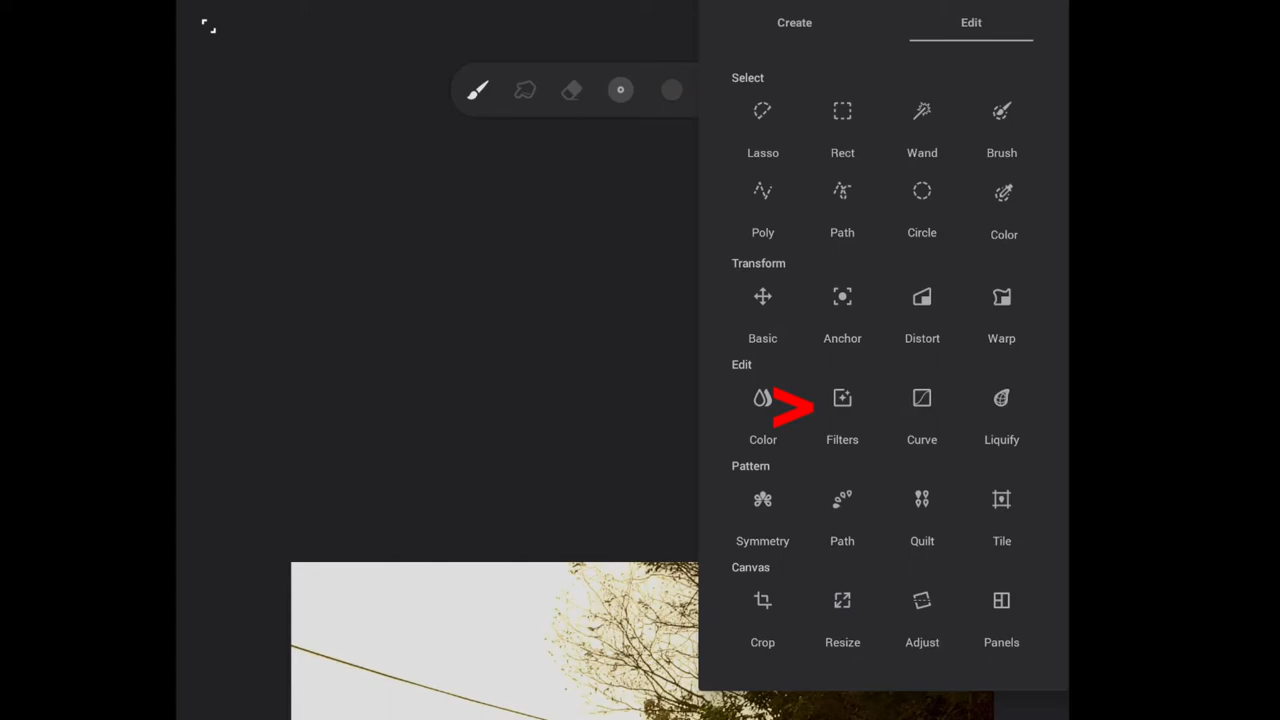 Create Edit
Select
Lasso Rect Wand Brush
Poly Path Circle Color
Transform
Basic Anchor Distort Warp
Edit
>
Color Filters Curve Liquify
Pattern
Symmetry Path Quilt Tile
Canvas
Crop Resize Adjust Panels